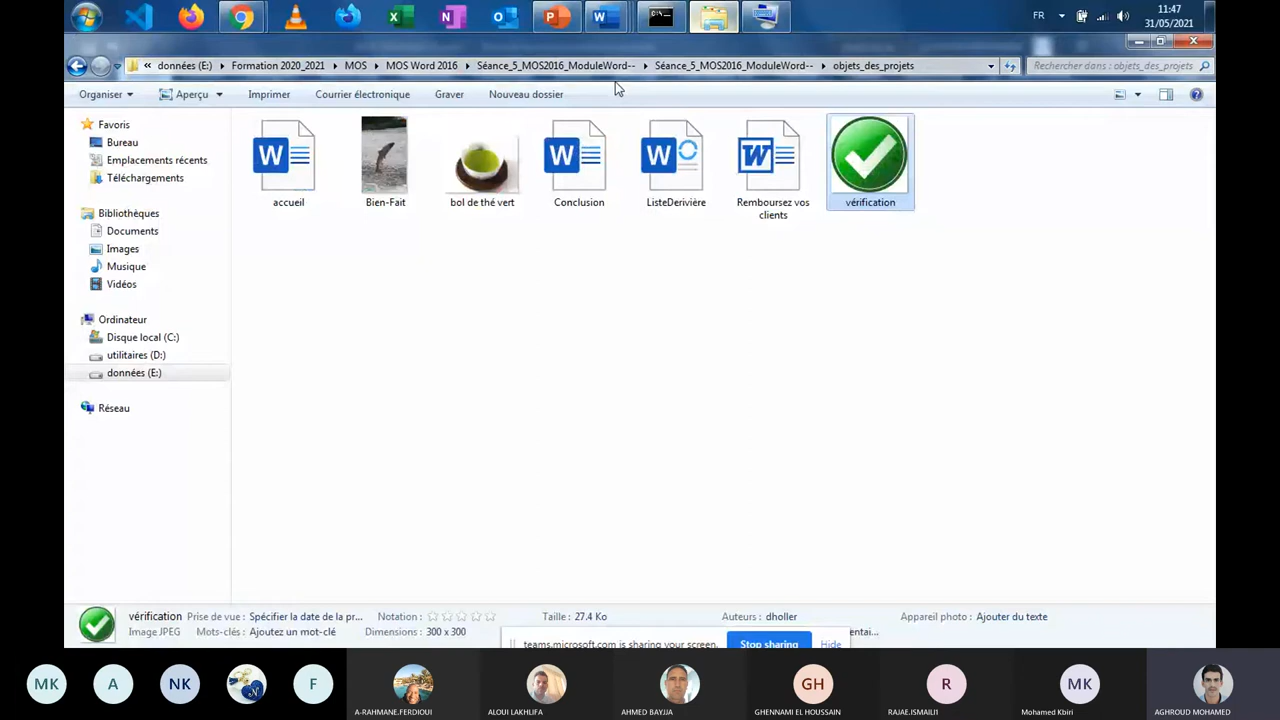 FR
11:47
31/05/2021
« données (E:) Formation 2020_2021 MOS MOS Word 2016 Séance_5_MOS2016_ModuleWord-- Séance_5_MOS2016_ModuleWord-- objets_des_projets
Rechercher dans : objets_des_projets
Organiser Aperçu Imprimer Courrier électronique Graver Nouveau dossier
Favoris
Bureau
Emplacements récents
Téléchargements
Bibliothèques
Documents
Images
Musique
Vidéos
Ordinateur
Disque local (C:)
utilitaires (D:)
données (E:)
Réseau
accueil
Bien-Fait
bol de thé vert
Conclusion
ListeDerivière
Remboursez vos
clients
vérification
vérification Prise de vue : Spécifier la date de la pr... Notation : Taille : 27.4 Ko Auteurs : dholler Appareil photo : Ajouter du texte
Image JPEG Mots-clés : Ajoutez un mot-clé Dimensions : 300 x 300
teams.microsoft.com is sharing your screen. Stop sharing Hide
MK A NK N F GH R MK
A-RAHMANE.FERDIOUI ALOUI LAKHLIFA AHMED BAYJJA GHENNAMI EL HOUSSAIN RAJAE.ISMAILI1 Mohamed Kbiri AGHROUD MOHAMED